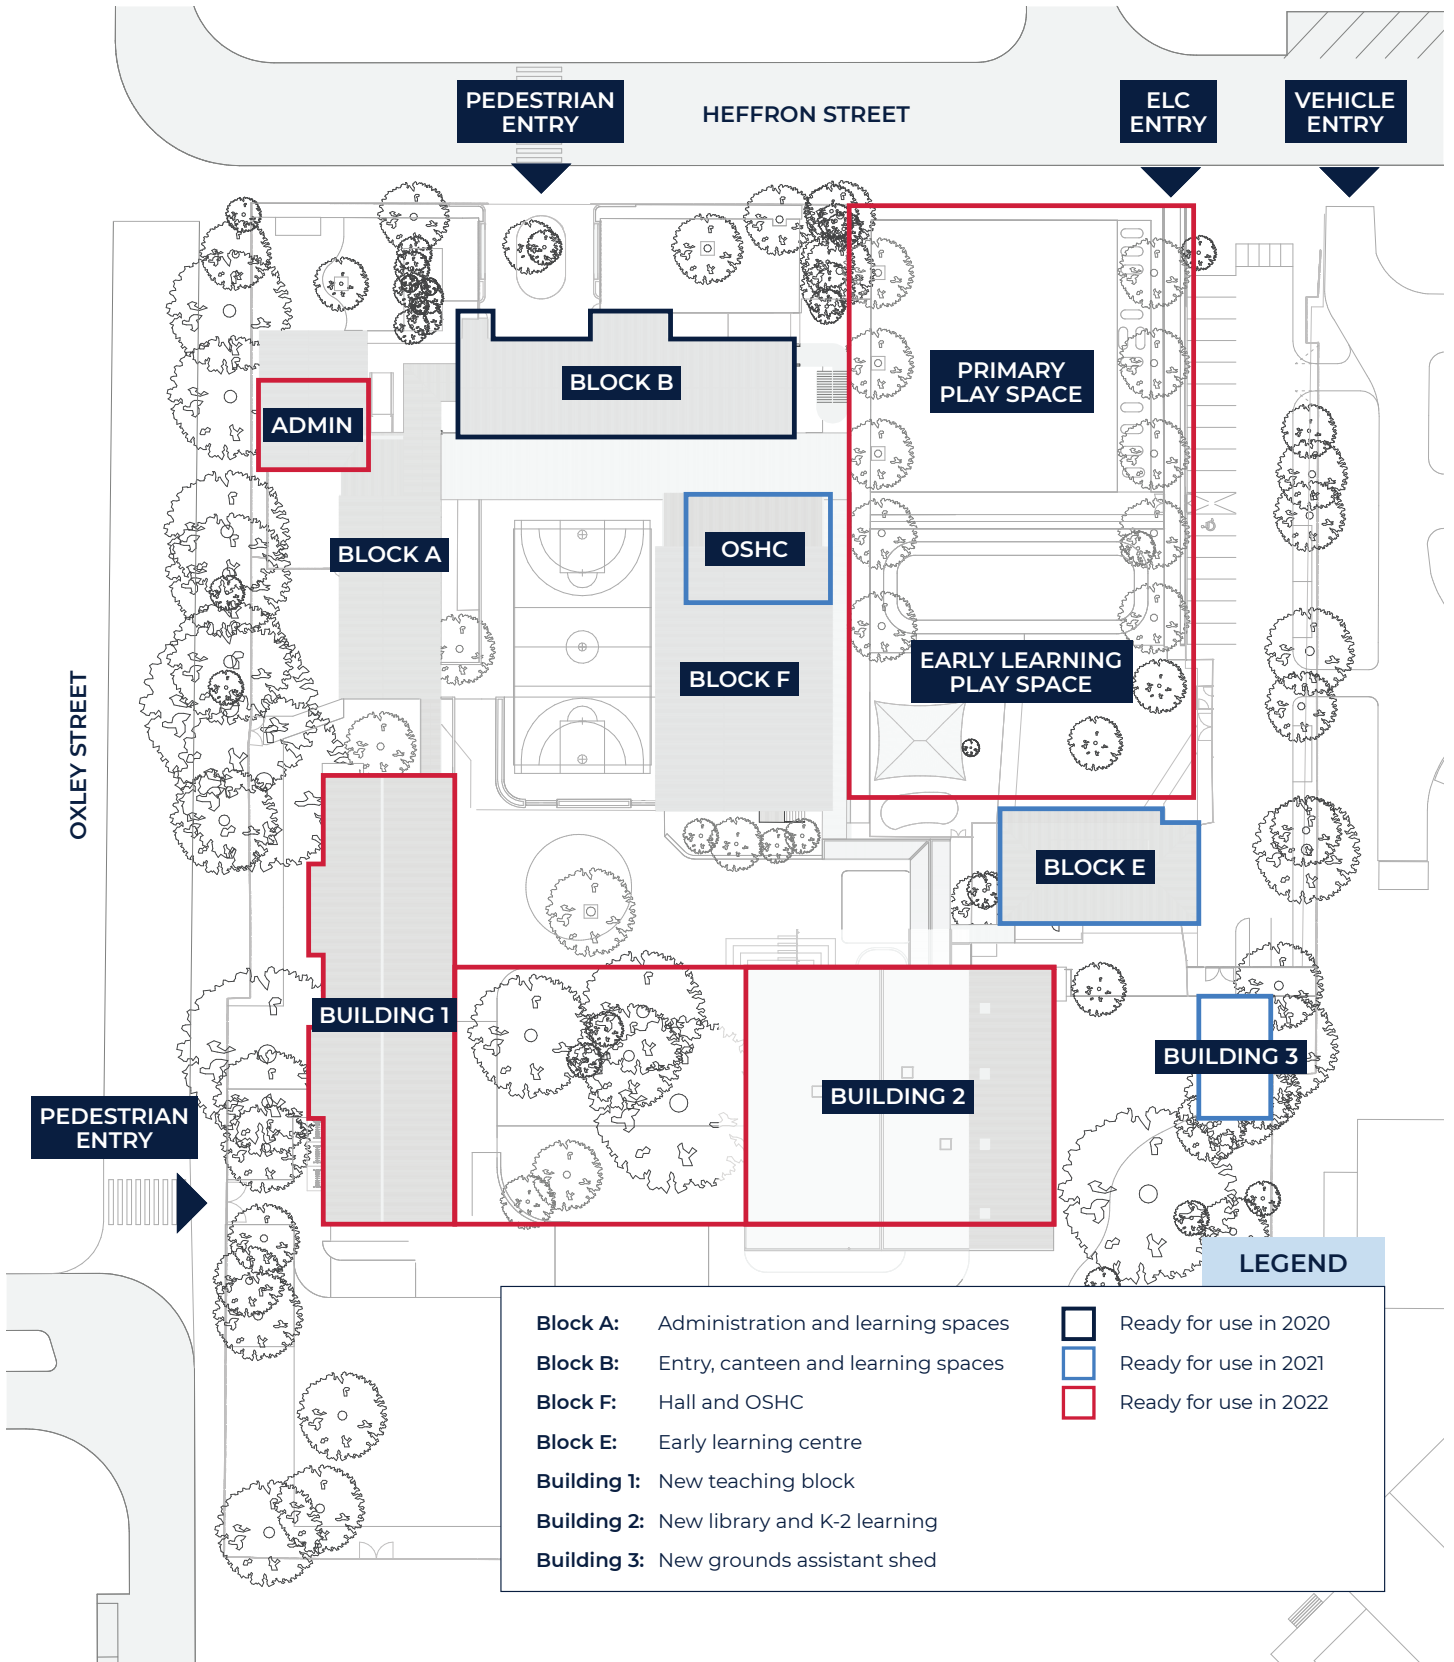 PEDESTRIAN
ENTRY
HEFFRON STREET
ELC
ENTRY
VEHICLE
ENTRY
BLOCK B
PRIMARY
PLAY SPACE
ADMIN
OSHC
BLOCK A
EARLY LEARNING
PLAY SPACE
BLOCK F
OXLEY STREET
BLOCK E
BUILDING 1
BUILDING 3
BUILDING 2
PEDESTRIAN
ENTRY
LEGEND
Block A: Administration and learning spaces
Block B: Entry, canteen and learning spaces
Block F: Hall and OSHC
Block E: Early learning centre
Building 1: New teaching block
Building 2: New library and K-2 learning
Building 3: New grounds assistant shed
Ready for use in 2020
Ready for use in 2021
Ready for use in 2022